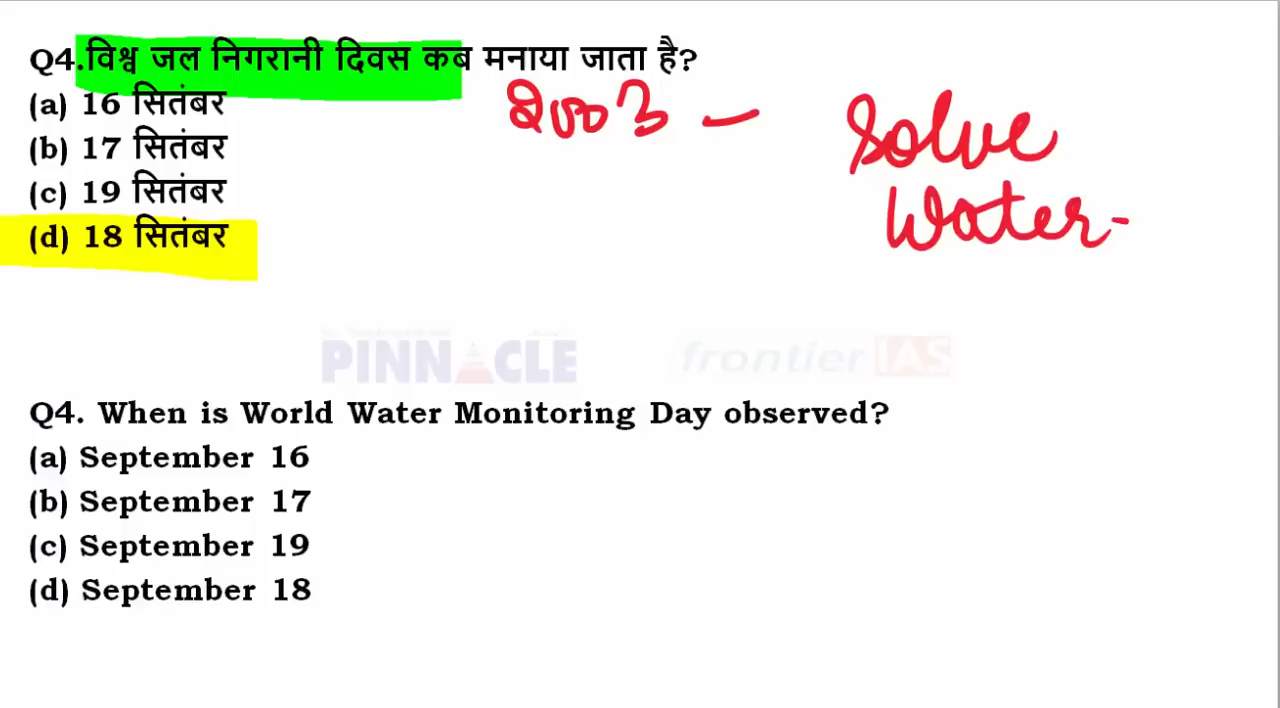 Q4.विश्व जल निगरानी दिवस कब मनाया जाता है?
(a) 16 सितंबर
(b) 17 सितंबर
(c) 19 सितंबर
(d) 18 सितंबर
2003 - Solve
Water-
PINNACLE frontier IAS
Q4. When is World Water Monitoring Day observed?
(a) September 16
(b) September 17
(c) September 19
(d) September 18